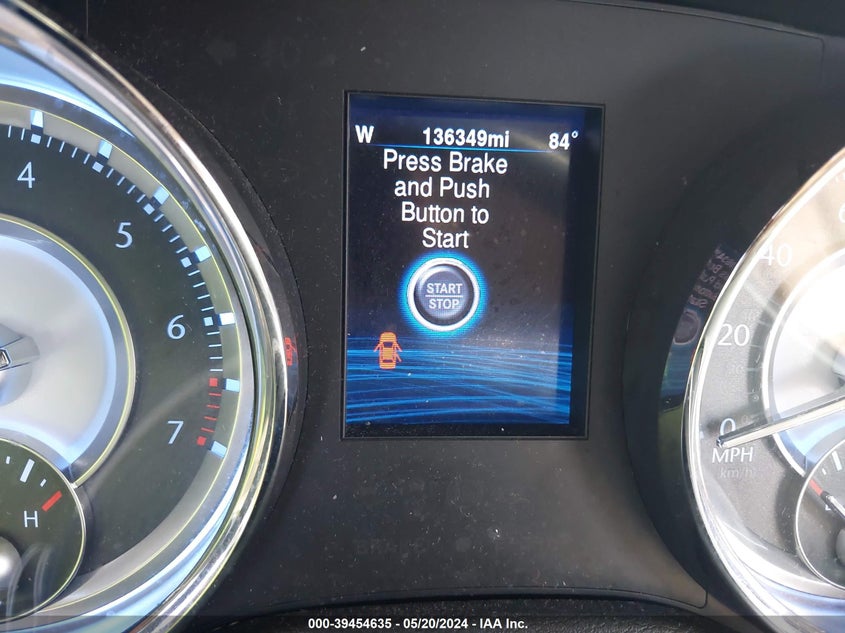 W 136349mi 84°
Press Brake
and Push
Button to
Start
START
STOP
4
5
6
7
H
40
20
0
MPH
km/h
000-39454635 - 05/20/2024 - IAA Inc.